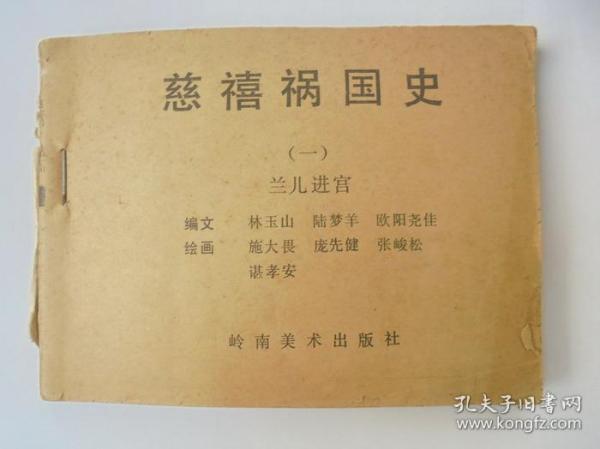 慈禧祸国史
（一）
兰儿进宫
编文 林玉山 陆梦羊 欧阳尧佳
绘画 施大畏 庞先健 张峻松
谌孝安
岭南美术出版社
孔夫子旧书网
www.kongfz.com